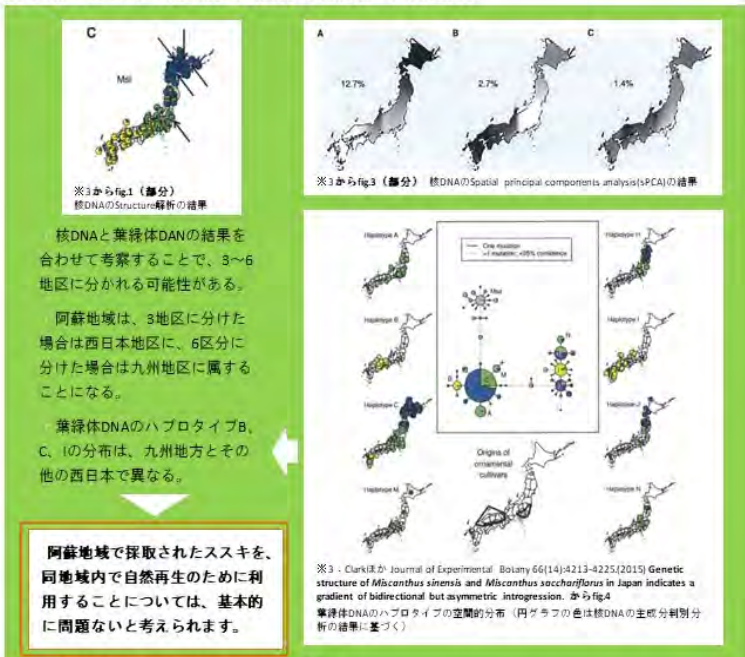 C
Msi
※3からfig.1（部分）
核DNAのStructure解析の結果
A
B
C
12.7%
2.7%
1.4%
※3からfig.3（部分） 核DNAのSpatial principal components analysis(sPCA)の結果
核DNAと葉緑体DANの結果を
合わせて考察することで、3～6
地区に分かれる可能性がある。
阿蘇地域は、3地区に分けた
場合は西日本地区に、6区分に
分けた場合は九州地区に属する
ことになる。
葉緑体DNAのハプロタイプB、
C、Iの分布は、九州地方とその
他の西日本で異なる。
阿蘇地域で採取されたススキを、
同地域内で自然再生のために利
用することについては、基本的
に問題ないと考えられます。
Haplotype A
Haplotype B
Haplotype C
Haplotype M
One mutation
>1 mutation, <95% confidence
Msa
Origins of
ornamental
cultivars
Haplotype H
Haplotype I
Haplotype J
Haplotype N
※3：Clarkほか Journal of Experimental Botany 66(14):4213-4225.(2015) Genetic
structure of Miscanthus sinensis and Miscanthus sacchariflorus in Japan indicates a
gradient of bidirectional but asymmetric introgression. からfig.4
葉緑体DNAのハプロタイプの空間的分布（円グラフの色は核DNAの主成分判別分
析の結果に基づく）